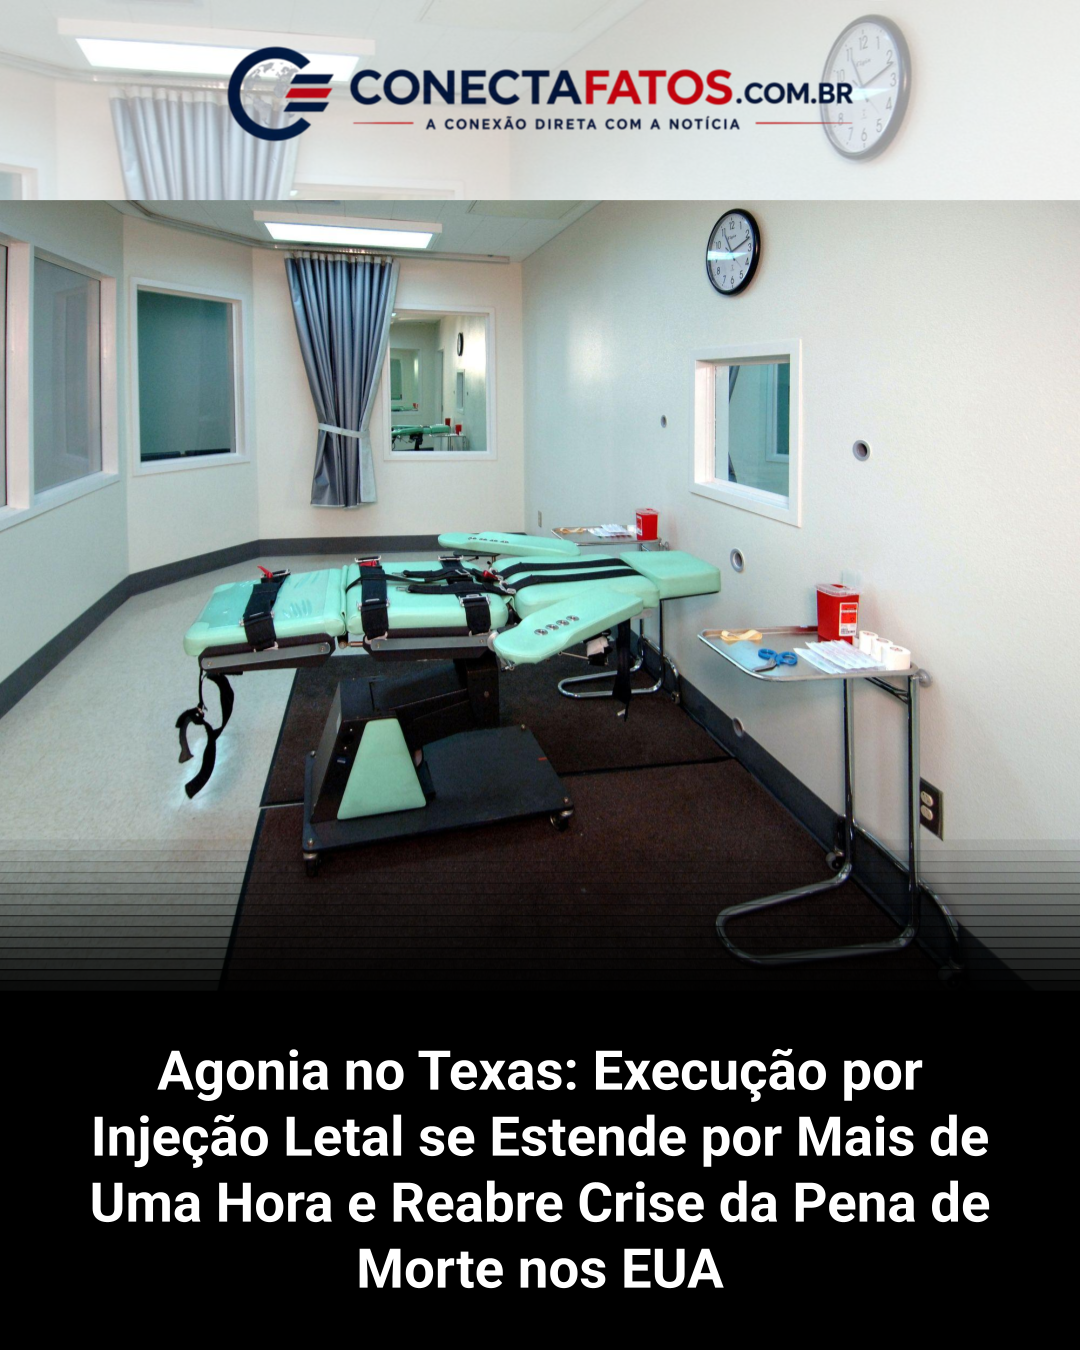 CONECTAFATOS.COM.BR
A CONEXÃO DIRETA COM A NOTÍCIA
Agonia no Texas: Execução por
Injeção Letal se Estende por Mais de
Uma Hora e Reabre Crise da Pena de
Morte nos EUA